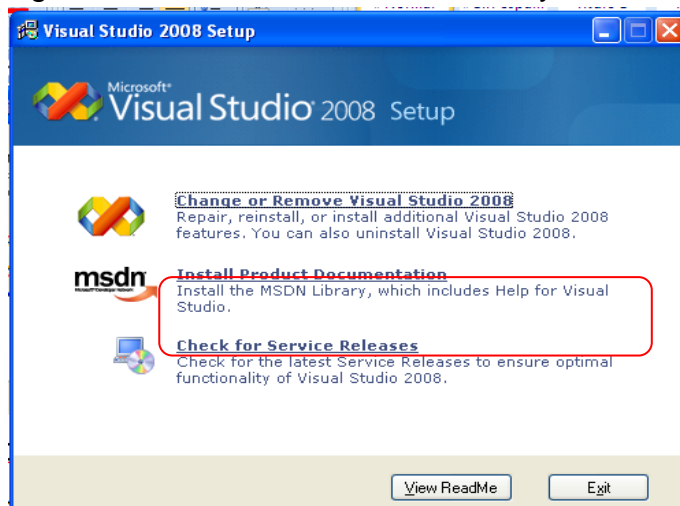 Visual Studio 2008 Setup
Microsoft®
Visual Studio® 2008 Setup
Change or Remove Visual Studio 2008
Repair, reinstall, or install additional Visual Studio 2008
features. You can also uninstall Visual Studio 2008.
msdn
Install Product Documentation
Install the MSDN Library, which includes Help for Visual
Studio.
Check for Service Releases
Check for the latest Service Releases to ensure optimal
functionality of Visual Studio 2008.
View ReadMe
Exit